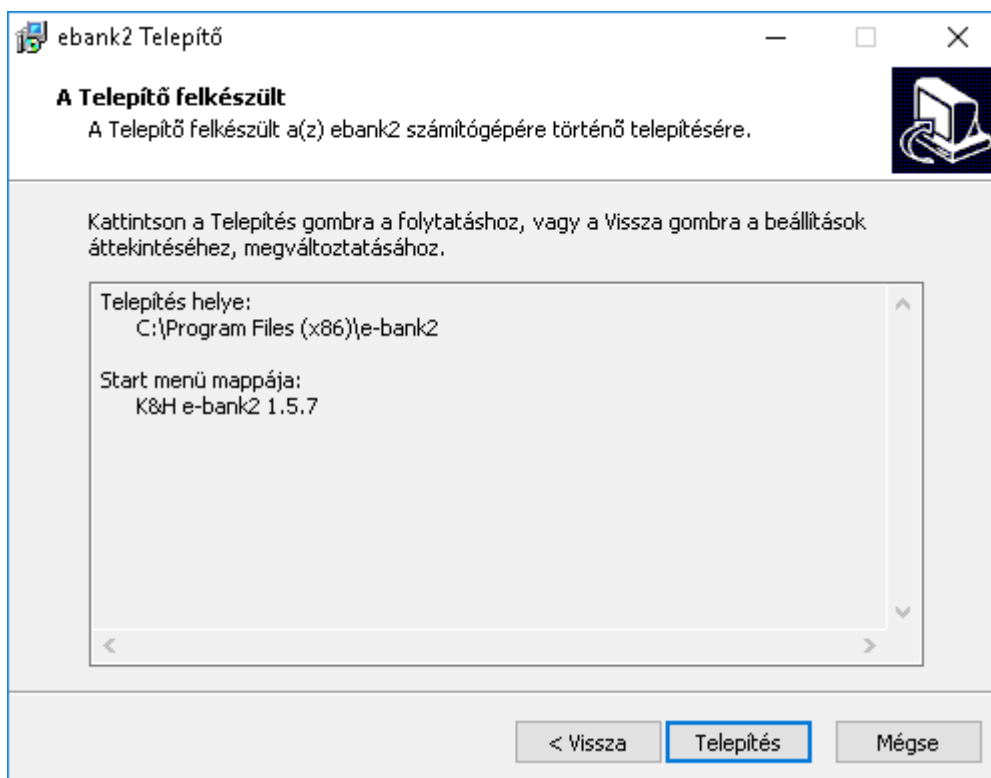 ebank2 Telepítő
A Telepítő felkészült
A Telepítő felkészült a(z) ebank2 számítógépére történő telepítésére.
Kattintson a Telepítés gombra a folytatáshoz, vagy a Vissza gombra a beállítások
áttekintéséhez, megváltoztatásához.
Telepítés helye:
C:\Program Files (x86)\e-bank2
Start menü mappája:
K&H e-bank2 1.5.7
< Vissza
Telepítés
Mégse